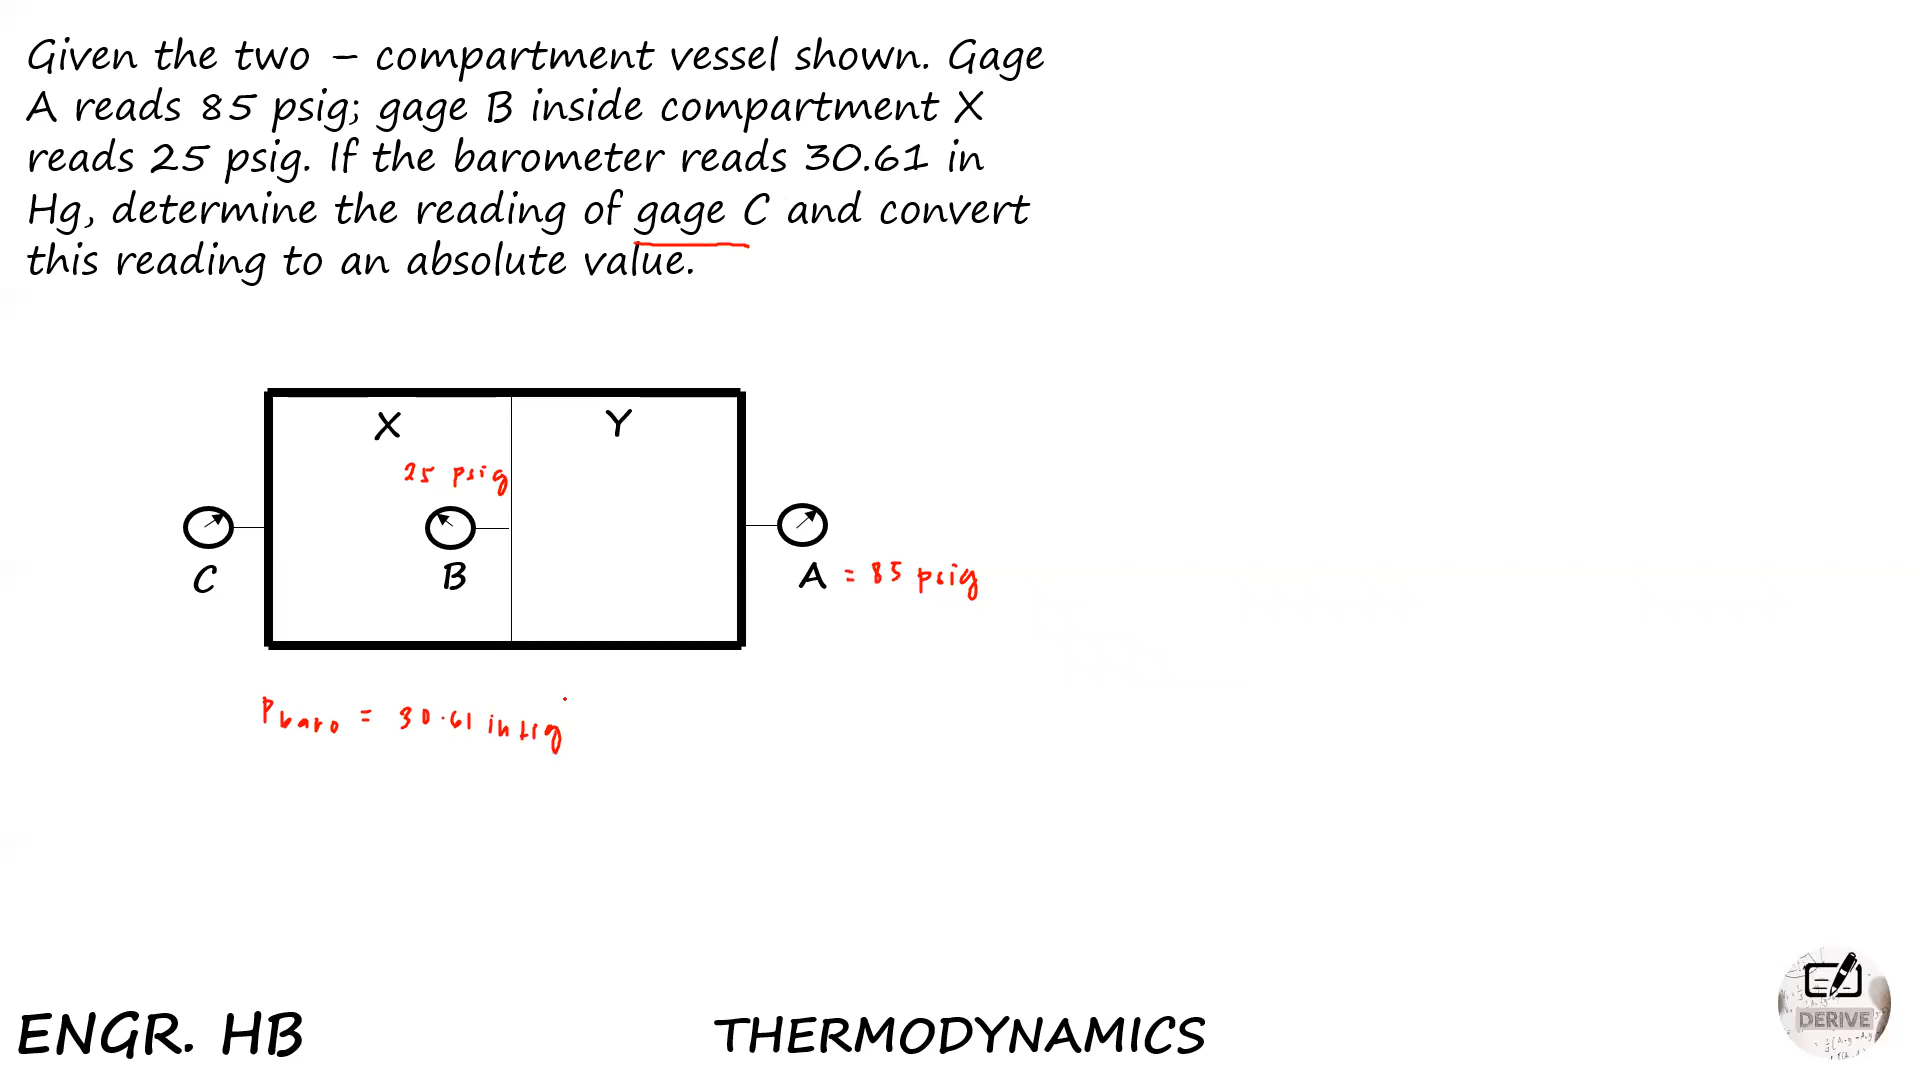 Given the two – compartment vessel shown. Gage
A reads 85 psig; gage B inside compartment X
reads 25 psig. If the barometer reads 30.61 in
Hg, determine the reading of gage C and convert
this reading to an absolute value.
X
Y
25 psig
C
B
A = 85 psig
Pbaro = 30.61 in Hg
ENGR. HB
THERMODYNAMICS
DERIVE